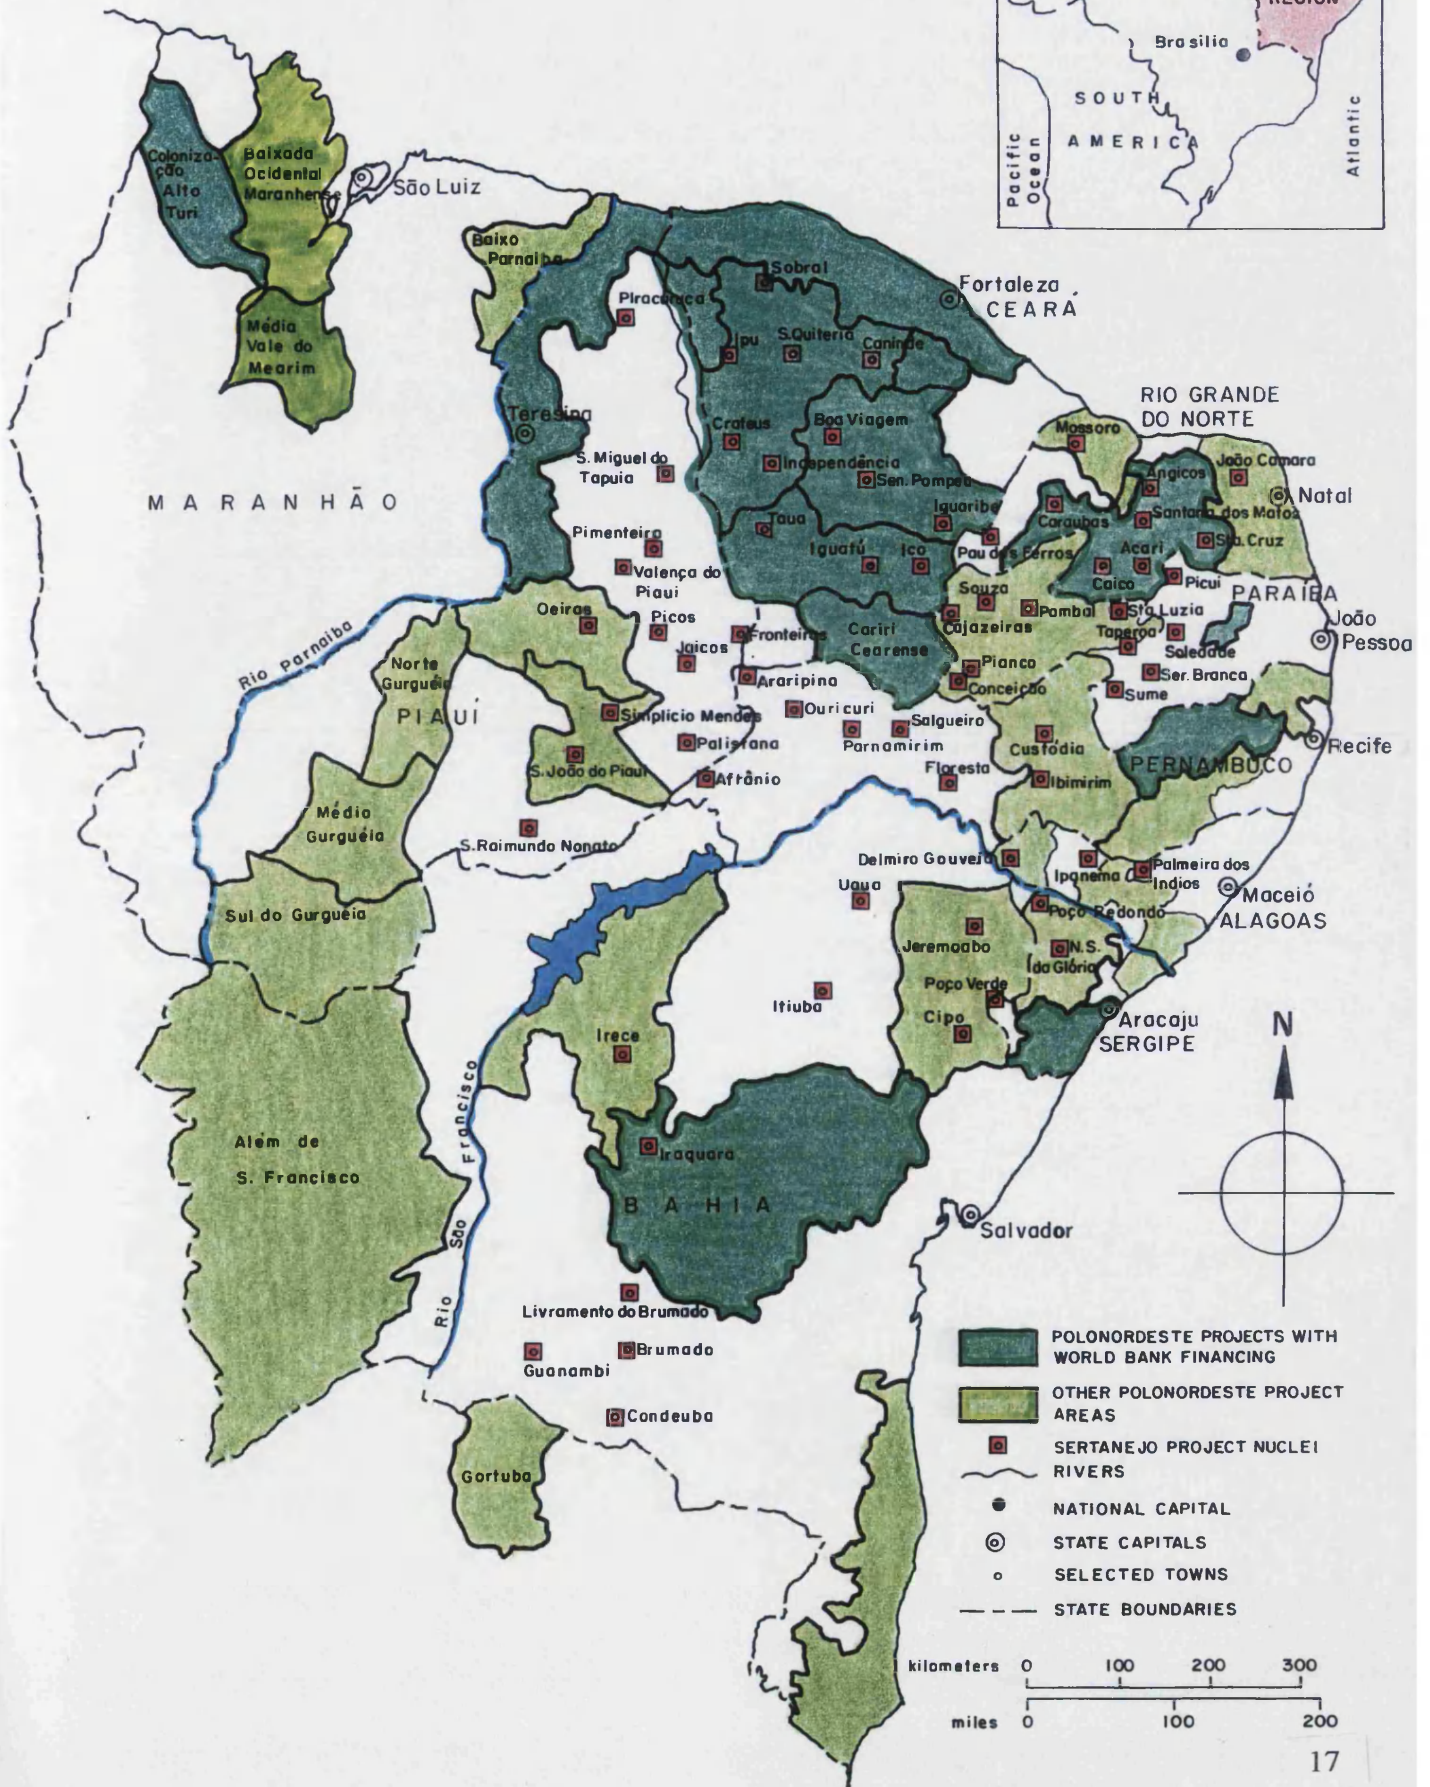 REGION
Brasilia
SOUTH
AMERICA
Pacific
Ocean
Atlantic
Coloniza-
ção
Alto
Turi
Baixada
Ocidental
Maranhense
São Luiz
Baixo
Parnaiba
Média
Vale do
Mearim
MARANHÃO
Piracuruca
Sobral
Fortaleza
CEARÁ
Ipu
S.Quiteria
Caninde
Teresina
Crateus
Boa Viagem
Independência
Sen. Pompeu
S. Miguel do
Tapuia
Iguaribe
Taua
Iguatú
Ico
RIO GRANDE
DO NORTE
Mossoro
Angicos
João Camara
Natal
Caraubas
Santana dos Matos
Sta. Cruz
Pau dos Ferros
Acari
Caico
Picui
PARAÍBA
João
Pessoa
Souza
Pombal
Sta Luzia
Cajazeiras
Taperoa
Soledade
Pianco
Conceição
Ser. Branca
Sume
Pimenteira
Valença do
Piaui
Oeiras
Picos
Jaicos
Fronteiras
Cariri
Cearense
Araripina
Ouricuri
Parnamirim
Salgueiro
Floresta
Custódia
Ibimirim
Recife
PERNAMBUCO
Rio Parnaiba
Norte
Gurguéia
PIAUÍ
Simplicio Mendes
Palistana
S. João do Piaui
Afrânio
Médio
Gurguéia
S.Raimundo Nonato
Sul do Gurguéia
Delmiro Gouveia
Ipanema
Palmeira dos
Indios
Maceió
ALAGOAS
Uaua
Poço Redondo
Jeremoabo
N.S.
da Glória
Poço Verde
Itiuba
Cipo
Aracaju
SERGIPE
N
Irece
Além de
S. Francisco
Rio São Francisco
Iraquara
BAHIA
Salvador
Livramento do Brumado
Guanambi
Brumado
Condeuba
Gortuba
POLONORDESTE PROJECTS WITH
WORLD BANK FINANCING
OTHER POLONORDESTE PROJECT
AREAS
SERTANEJO PROJECT NUCLEI
RIVERS
NATIONAL CAPITAL
STATE CAPITALS
SELECTED TOWNS
STATE BOUNDARIES
kilometers 0 100 200 300
miles 0 100 200
17